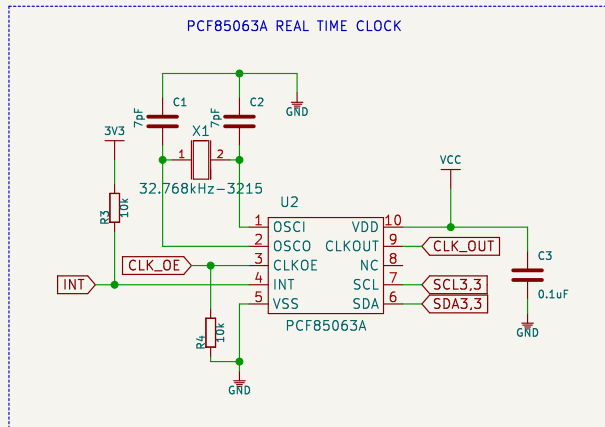 PCF85063A REAL TIME CLOCK
C1
7pF
C2
7pF
GND
X1
1
2
32.768kHz-3215
3V3
R3
10k
VCC
U2
1
OSCI
2
OSCO
3
CLKOE
4
INT
5
VSS
VDD
10
CLKOUT
9
NC
8
SCL
7
SDA
6
PCF85063A
CLK_OE
INT
CLK_OUT
SCL3,3
SDA3,3
R4
10k
GND
C3
0.1uF
GND